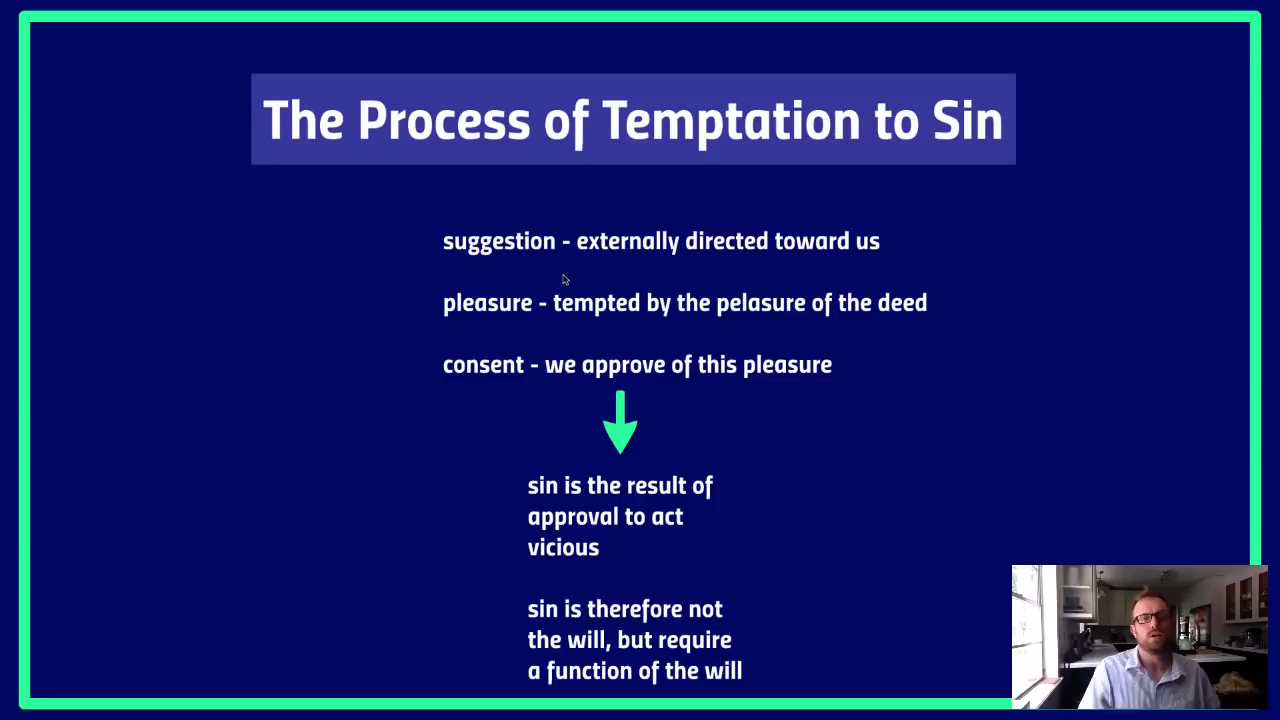 The Process of Temptation to Sin
suggestion - externally directed toward us
pleasure - tempted by the pelasure of the deed
consent - we approve of this pleasure
sin is the result of
approval to act
vicious
sin is therefore not
the will, but require
a function of the will